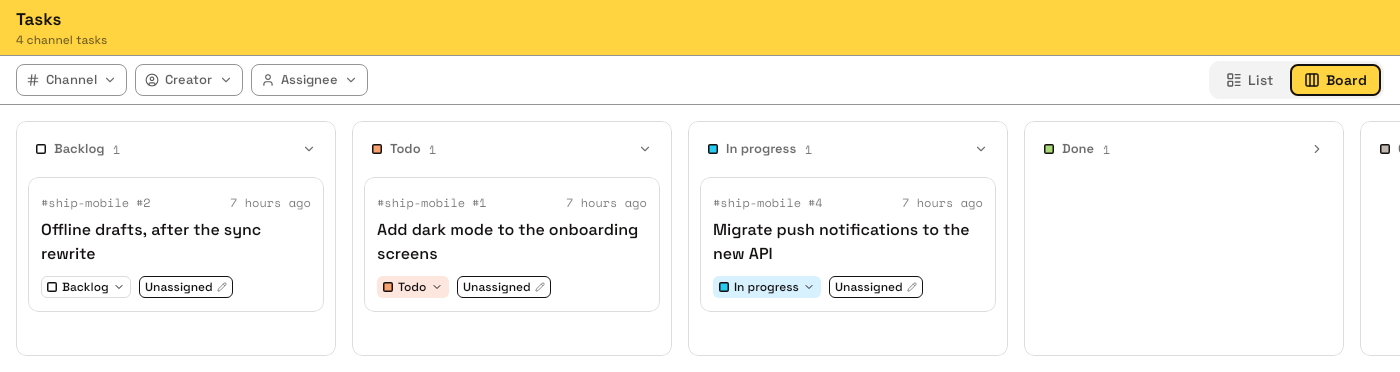 Tasks
4 channel tasks
Channel
Creator
Assignee
List
Board
Backlog 1
#ship-mobile #2 7 hours ago
Offline drafts, after the sync
rewrite
Backlog
Unassigned
Todo 1
#ship-mobile #1 7 hours ago
Add dark mode to the onboarding
screens
Todo
Unassigned
In progress 1
#ship-mobile #4 7 hours ago
Migrate push notifications to the
new API
In progress
Unassigned
Done 1